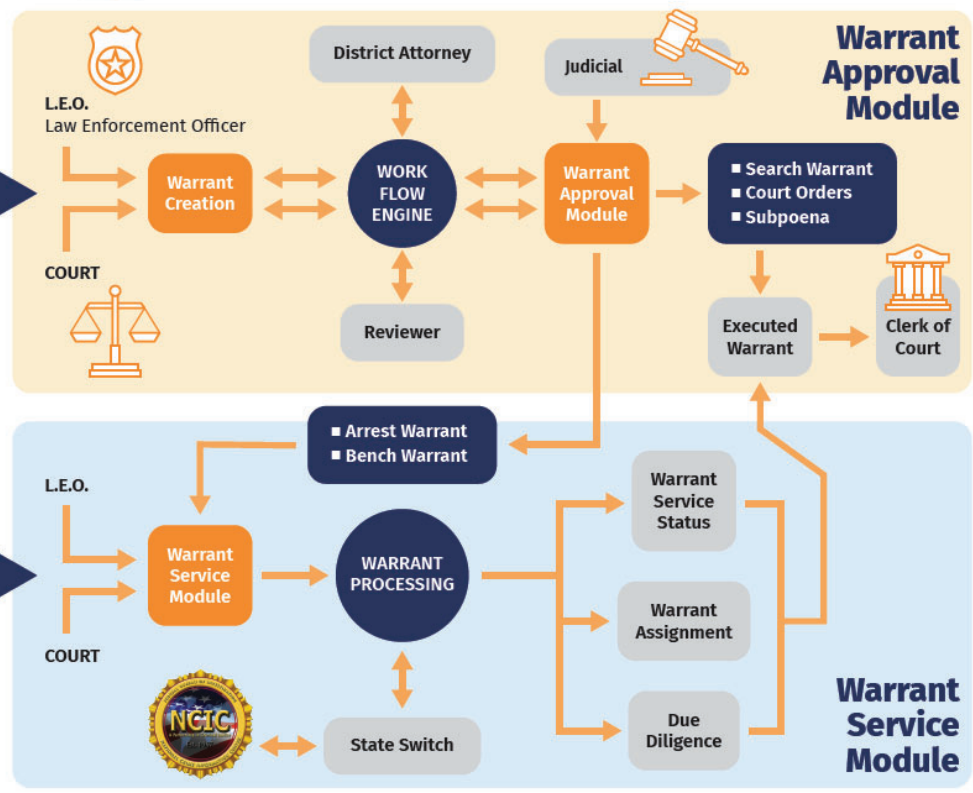 Warrant
Approval
Module
District Attorney
Judicial
L.E.O.
Law Enforcement Officer
Warrant
Creation
WORK
FLOW
ENGINE
Warrant
Approval
Module
■ Search Warrant
■ Court Orders
■ Subpoena
COURT
Reviewer
Executed
Warrant
Clerk of
Court
■ Arrest Warrant
■ Bench Warrant
L.E.O.
Warrant
Service
Module
WARRANT
PROCESSING
Warrant
Service
Status
Warrant
Assignment
COURT
NCIC
State Switch
Due
Diligence
Warrant
Service
Module